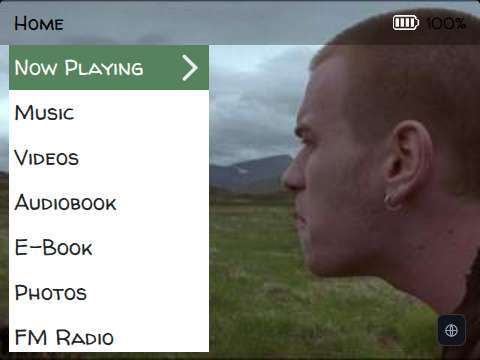 Home
100%
Now Playing
Music
Videos
Audiobook
E-Book
Photos
FM Radio